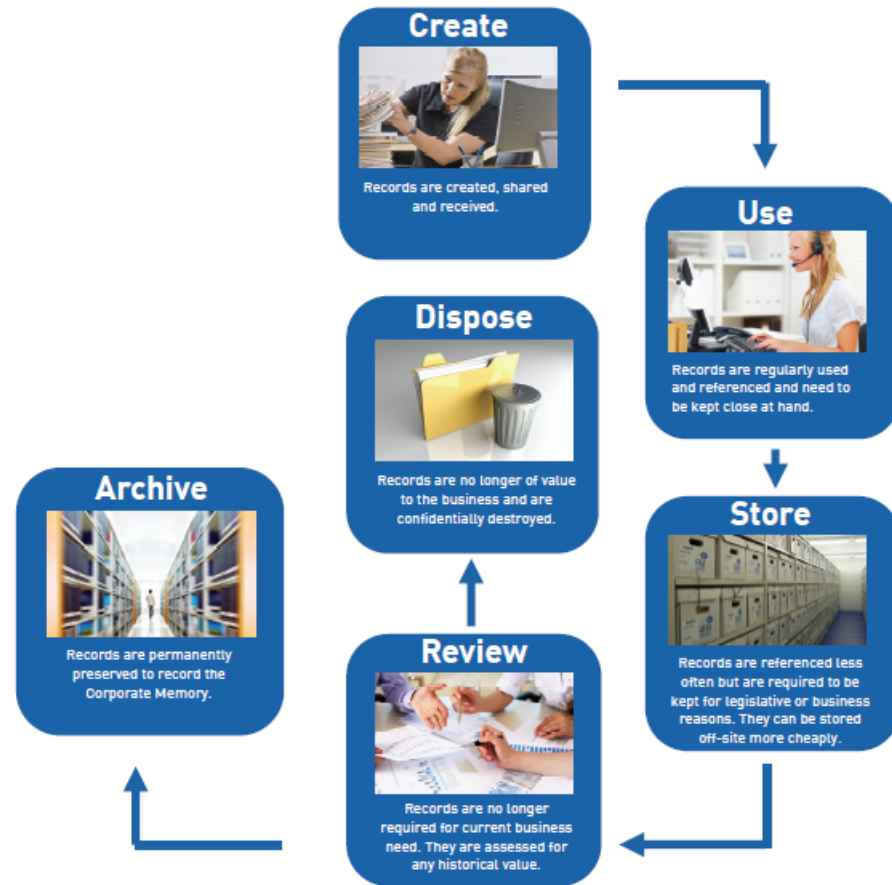 Create
Records are created, shared
and received.
Use
Records are regularly used
and referenced and need to
be kept close at hand.
Store
Records are referenced less
often but are required to be
kept for legislative or business
reasons. They can be stored
off-site more cheaply.
Review
Records are no longer
required for current business
need. They are assessed for
any historical value.
Dispose
Records are no longer of value
to the business and are
confidentially destroyed.
Archive
Records are permanently
preserved to record the
Corporate Memory.